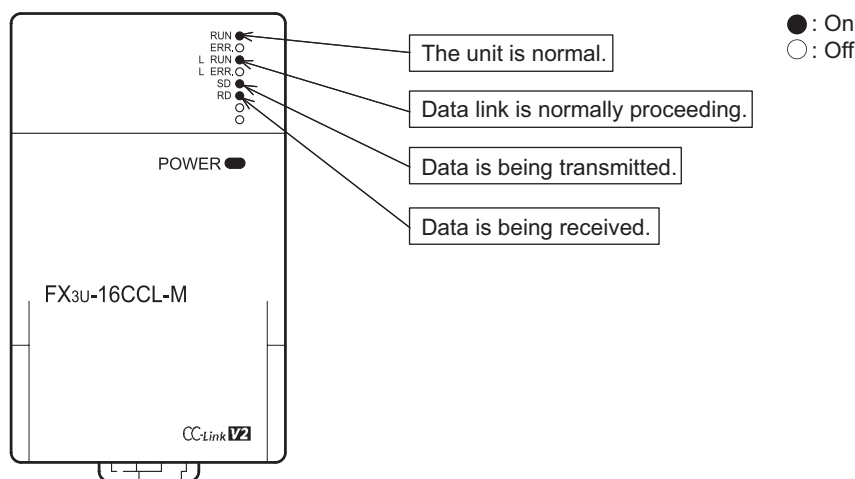 RUN
ERR.
L RUN
L ERR.
SD
RD
POWER
FX3U-16CCL-M
CC-Link V2
The unit is normal.
Data link is normally proceeding.
Data is being transmitted.
Data is being received.
: On
: Off